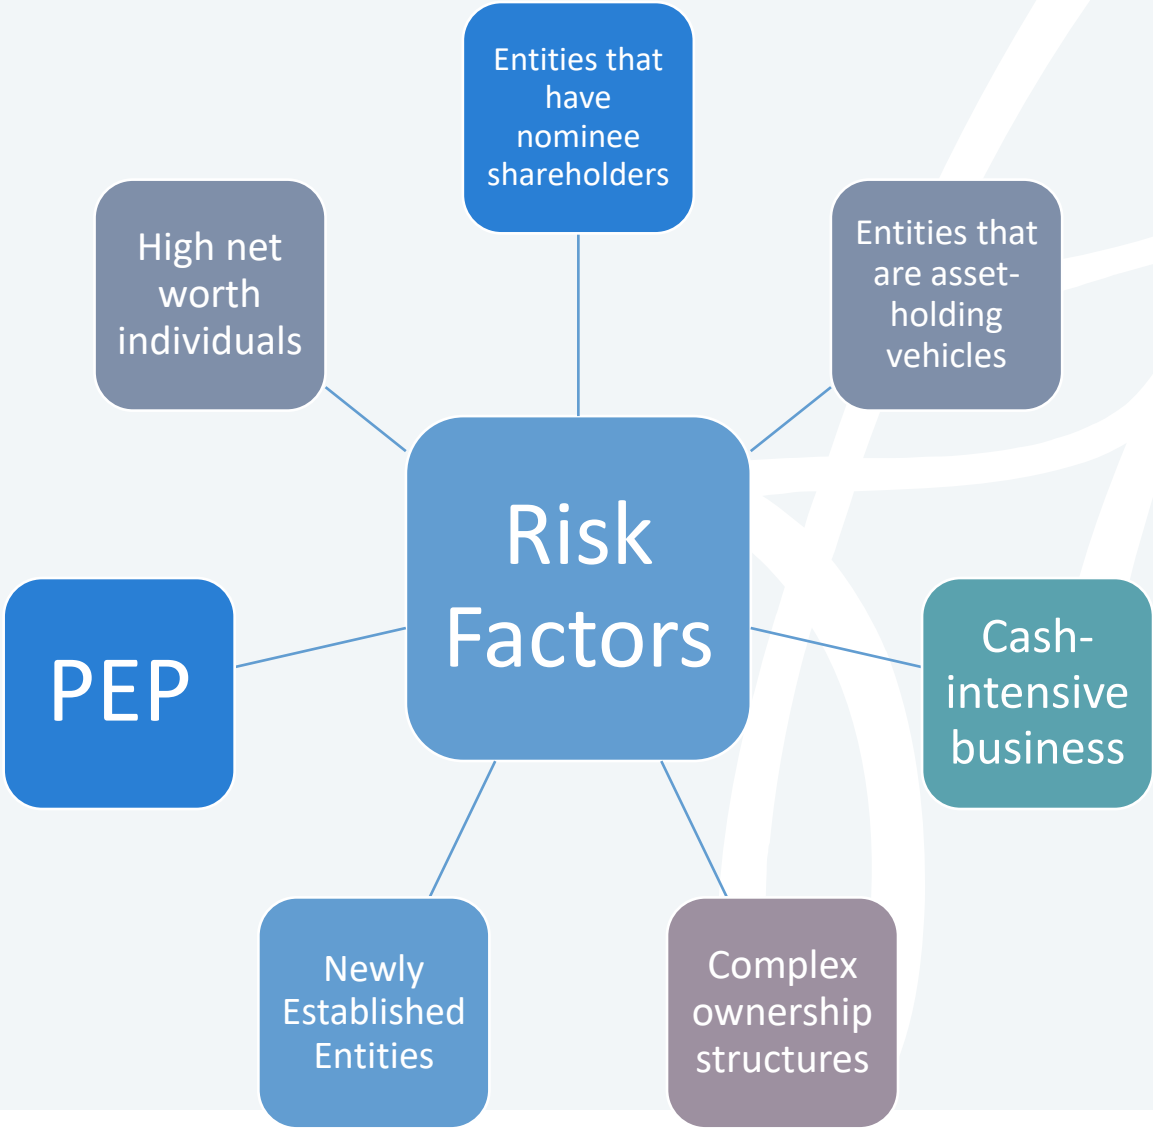 Entities that
have
nominee
shareholders
High net
worth
individuals
Entities that
are asset-
holding
vehicles
Risk
Factors
PEP
Cash-
intensive
business
Newly
Established
Entities
Complex
ownership
structures